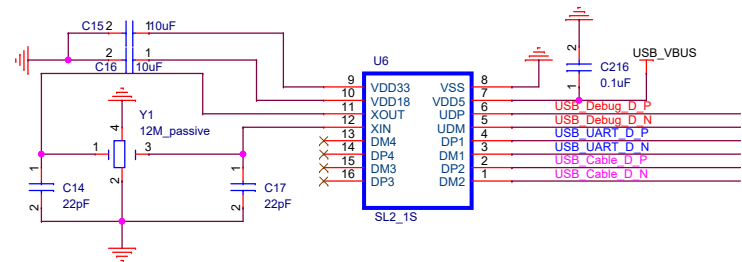 C15 2 1 10uF
2 1
C16 10uF
U6
2
C216
0.1uF
1
USB_VBUS
9 VDD33 VSS 8
10 VDD18 VDD5 7
11 XOUT UDP 6 USB_Debug_D_P
12 XIN UDM 5 USB_Debug_D_N
13 DM4 DP1 4 USB_UART_D_P
14 DP4 DM1 3 USB_UART_D_N
15 DM3 DP2 2 USB_Cable_D_P
16 DP3 DM2 1 USB_Cable_D_N
SL2_1S
Y1
12M_passive
4
1 3
2
1
C14
22pF
2
1
C17
22pF
2